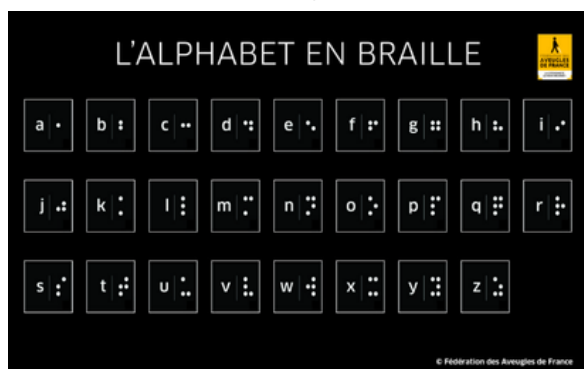 L'ALPHABET EN BRAILLE
AVEUGLES
DE FRANCE
a ⠁ b ⠃ c ⠉ d ⠙ e ⠑ f ⠋ g ⠛ h ⠓ i ⠊
j ⠚ k ⠅ l ⠇ m ⠍ n ⠝ o ⠕ p ⠏ q ⠟ r ⠗
s ⠎ t ⠞ u ⠥ v ⠧ w ⠺ x ⠭ y ⠽ z ⠵
© Fédération des Aveugles de France